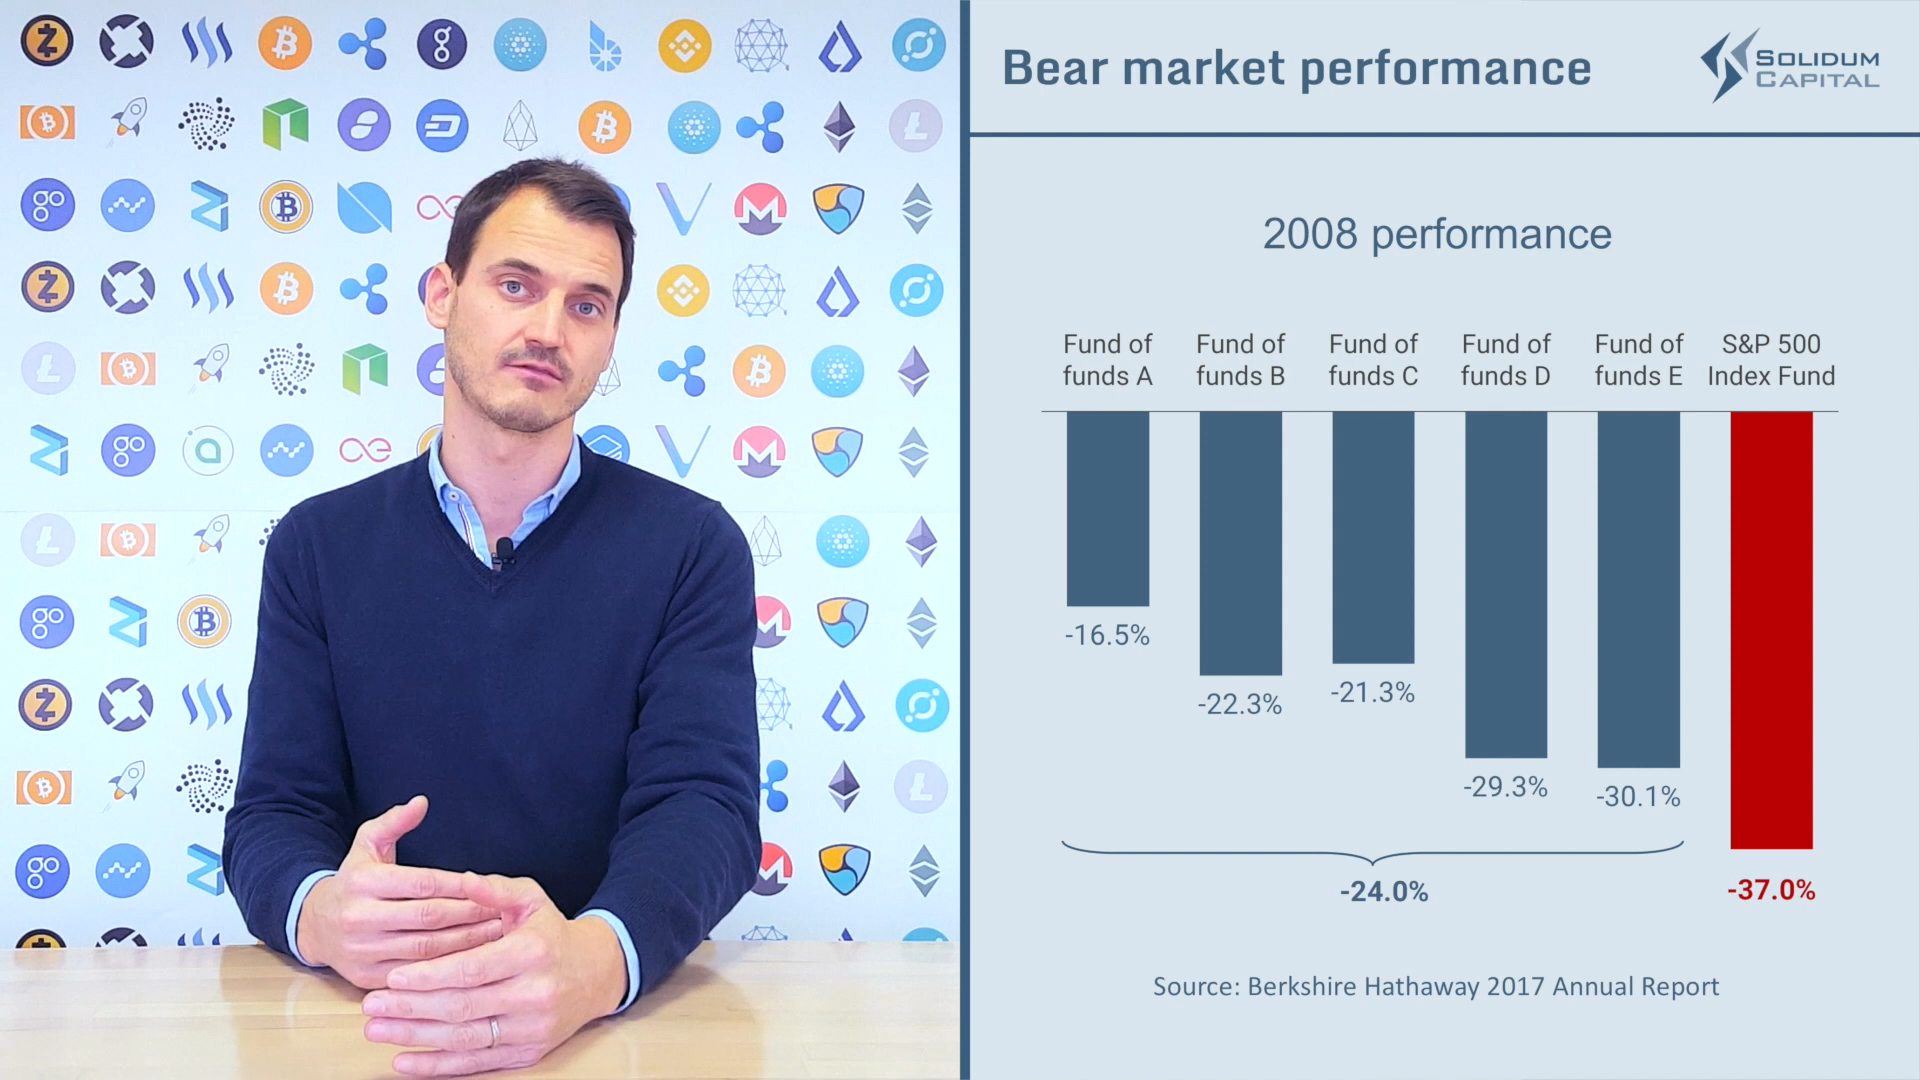 Bear market performance
SOLIDUM
CAPITAL
2008 performance
Fund of
funds A
Fund of
funds B
Fund of
funds C
Fund of
funds D
Fund of
funds E
S&P 500
Index Fund
-16.5%
-22.3%
-21.3%
-29.3%
-30.1%
-24.0%
-37.0%
Source: Berkshire Hathaway 2017 Annual Report